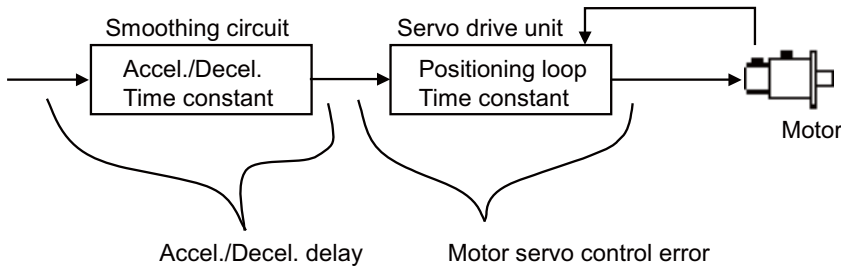 Smoothing circuit
Servo drive unit
Accel./Decel.
Time constant
Positioning loop
Time constant
Motor
Accel./Decel. delay
Motor servo control error